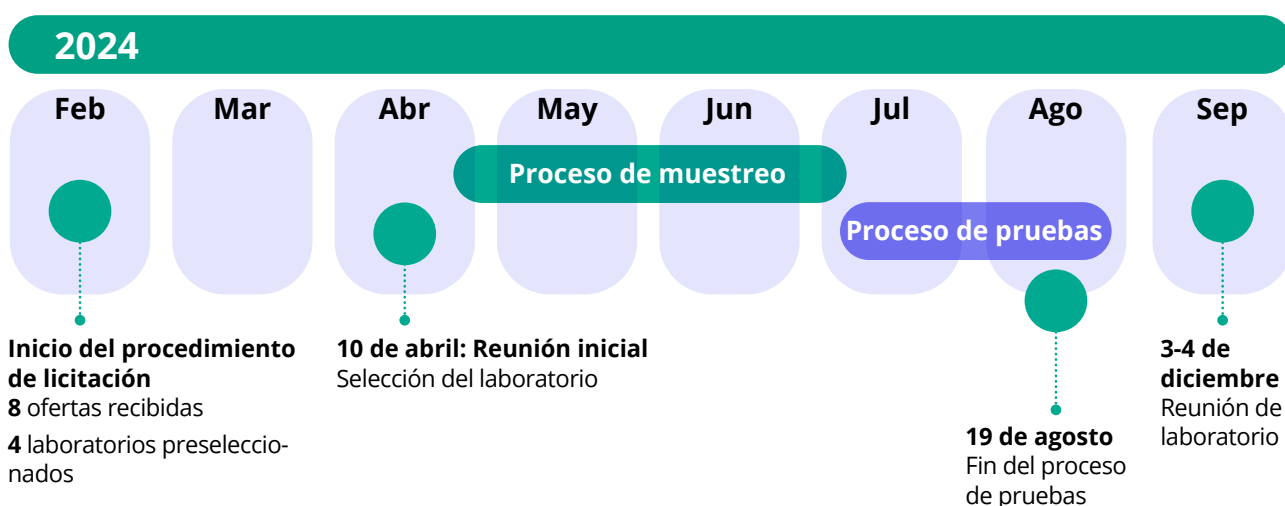 2024
Feb
Mar
Abr
May
Jun
Jul
Ago
Sep
Proceso de muestreo
Proceso de pruebas
Inicio del procedimiento
de licitación
8 ofertas recibidas
4 laboratorios preseleccio-
nados
10 de abril: Reunión inicial
Selección del laboratorio
19 de agosto
Fin del proceso
de pruebas
3-4 de
diciembre
Reunión de
laboratorio